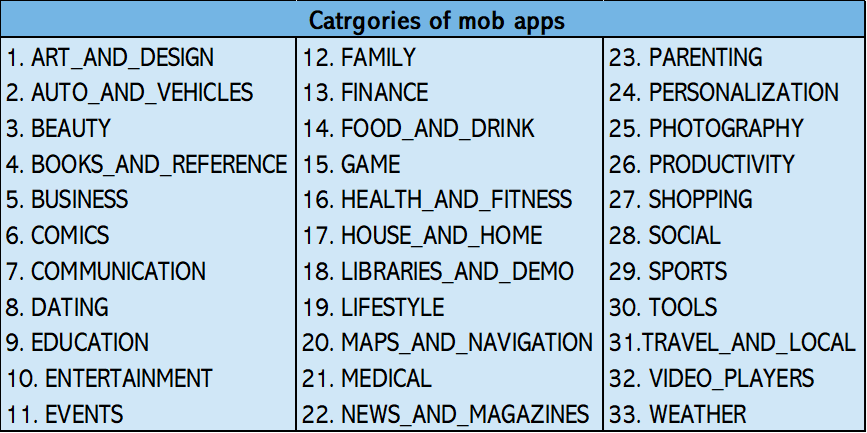 Catrgories of mob apps
1. ART_AND_DESIGN
2. AUTO_AND_VEHICLES
3. BEAUTY
4. BOOKS_AND_REFERENCE
5. BUSINESS
6. COMICS
7. COMMUNICATION
8. DATING
9. EDUCATION
10. ENTERTAINMENT
11. EVENTS
12. FAMILY
13. FINANCE
14. FOOD_AND_DRINK
15. GAME
16. HEALTH_AND_FITNESS
17. HOUSE_AND_HOME
18. LIBRARIES_AND_DEMO
19. LIFESTYLE
20. MAPS_AND_NAVIGATION
21. MEDICAL
22. NEWS_AND_MAGAZINES
23. PARENTING
24. PERSONALIZATION
25. PHOTOGRAPHY
26. PRODUCTIVITY
27. SHOPPING
28. SOCIAL
29. SPORTS
30. TOOLS
31.TRAVEL_AND_LOCAL
32. VIDEO_PLAYERS
33. WEATHER